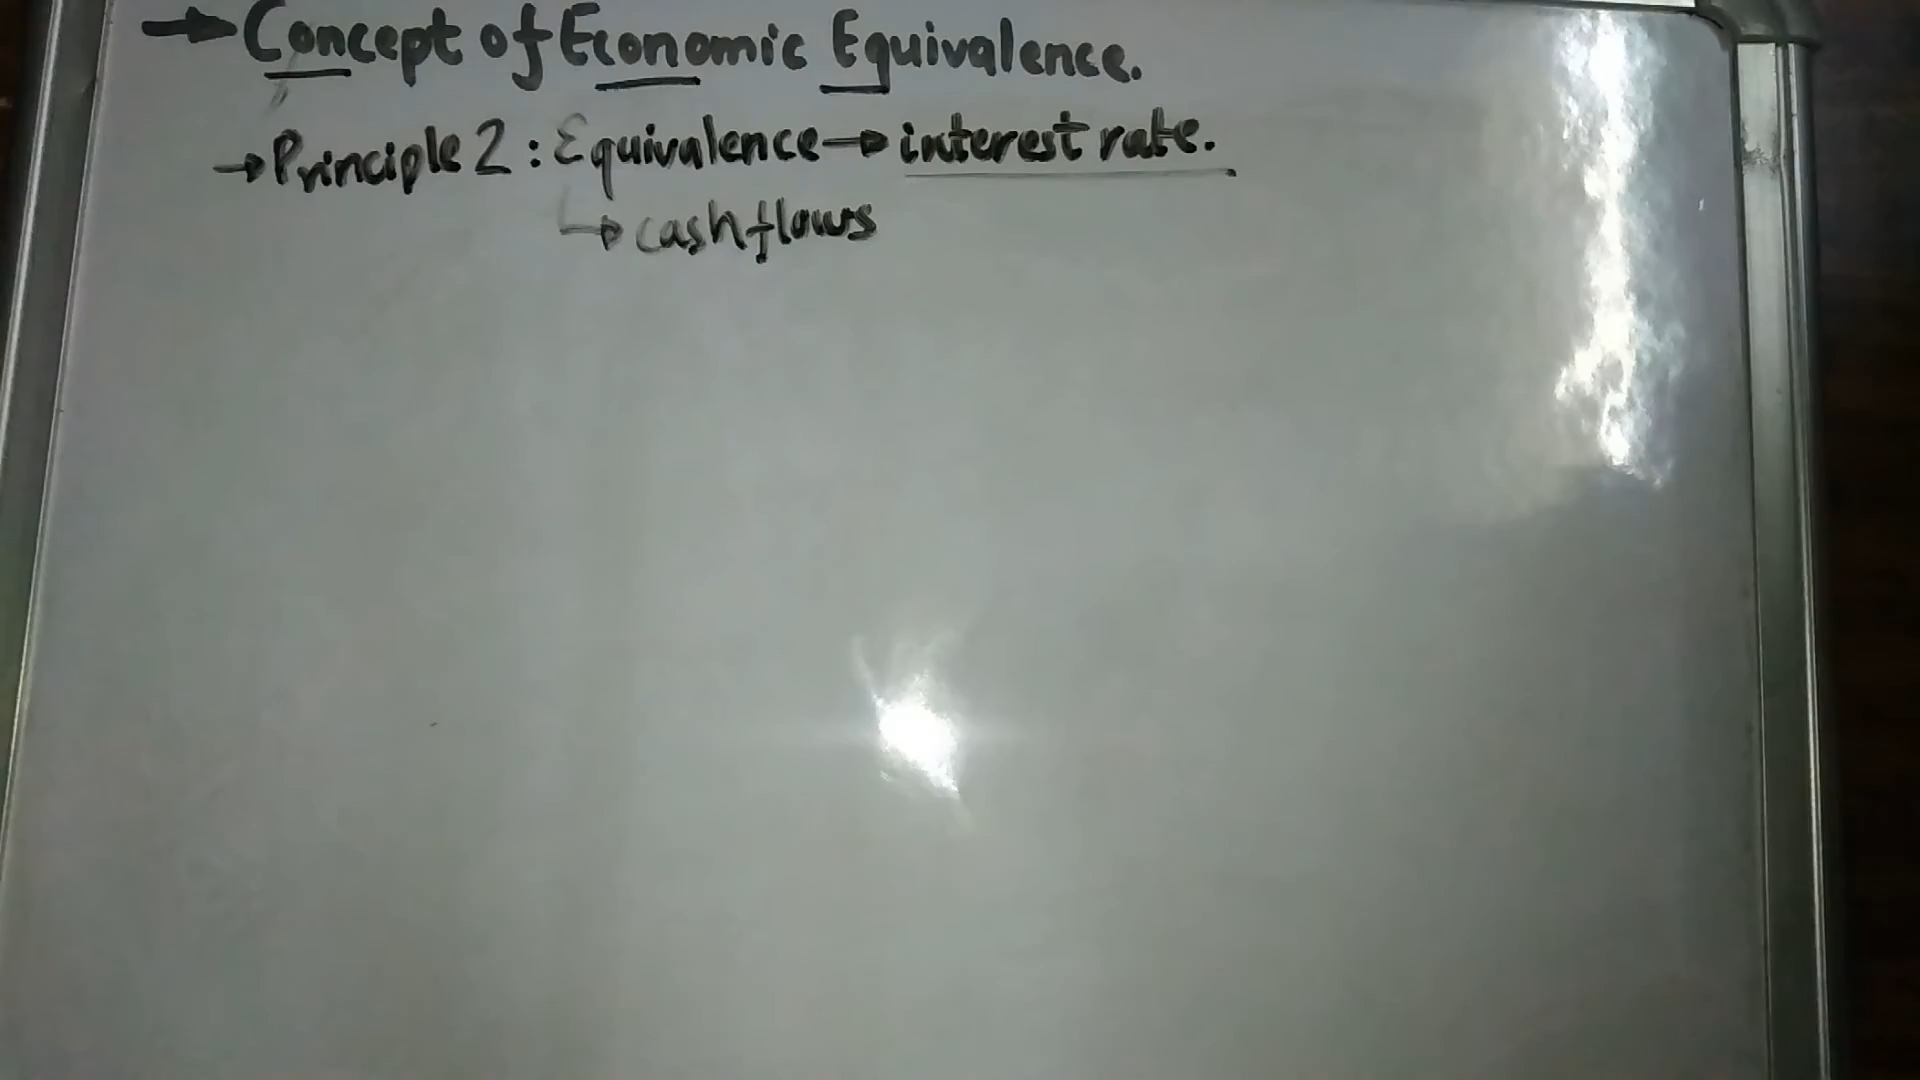 → Concept of Economic Equivalence.
→ Principle 2 : Equivalence → interest rate.
↳ cashflows